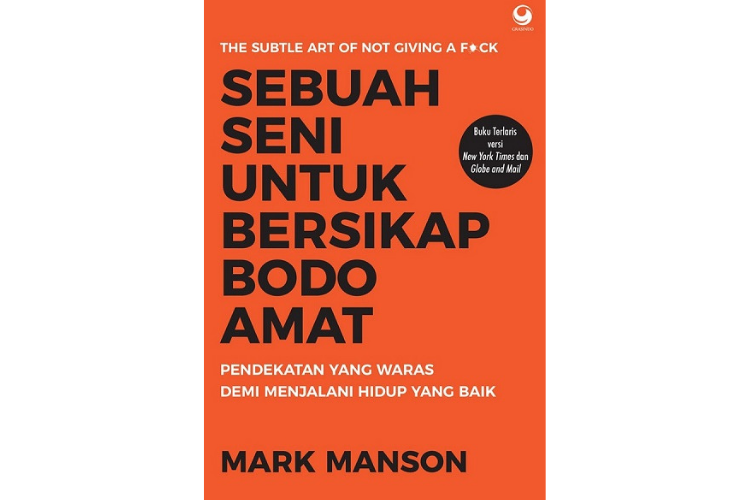 GRASINDO
THE SUBTLE ART OF NOT GIVING A F*CK
SEBUAH
SENI
UNTUK
BERSIKAP
BODO
AMAT
Buku Terlaris
versi
New York Times dan
Globe and Mail
PENDEKATAN YANG WARAS
DEMI MENJALANI HIDUP YANG BAIK
MARK MANSON